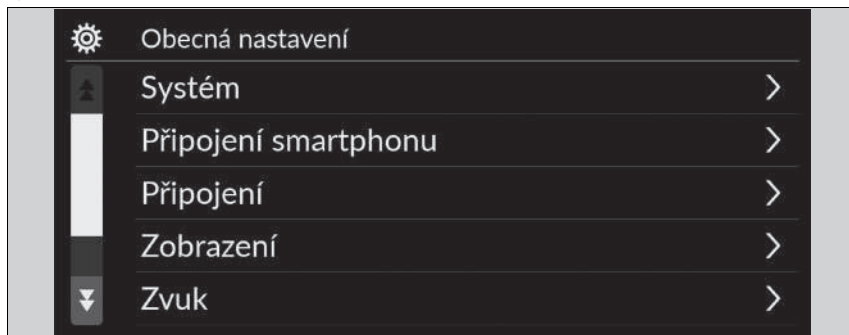 Obecná nastavení
Systém
Připojení smartphonu
Připojení
Zobrazení
Zvuk